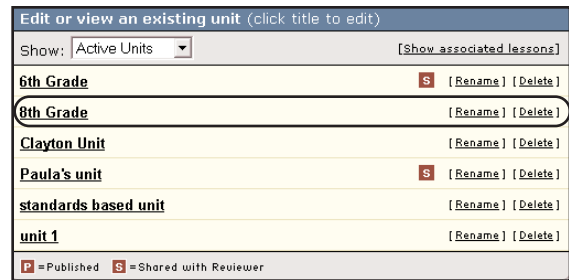 Edit or view an existing unit (click title to edit)
Show: Active Units [Show associated lessons]
6th Grade S [Rename] [Delete]
8th Grade [Rename] [Delete]
Clayton Unit [Rename] [Delete]
Paula's unit S [Rename] [Delete]
standards based unit [Rename] [Delete]
unit 1 [Rename] [Delete]
P =Published S =Shared with Reviewer